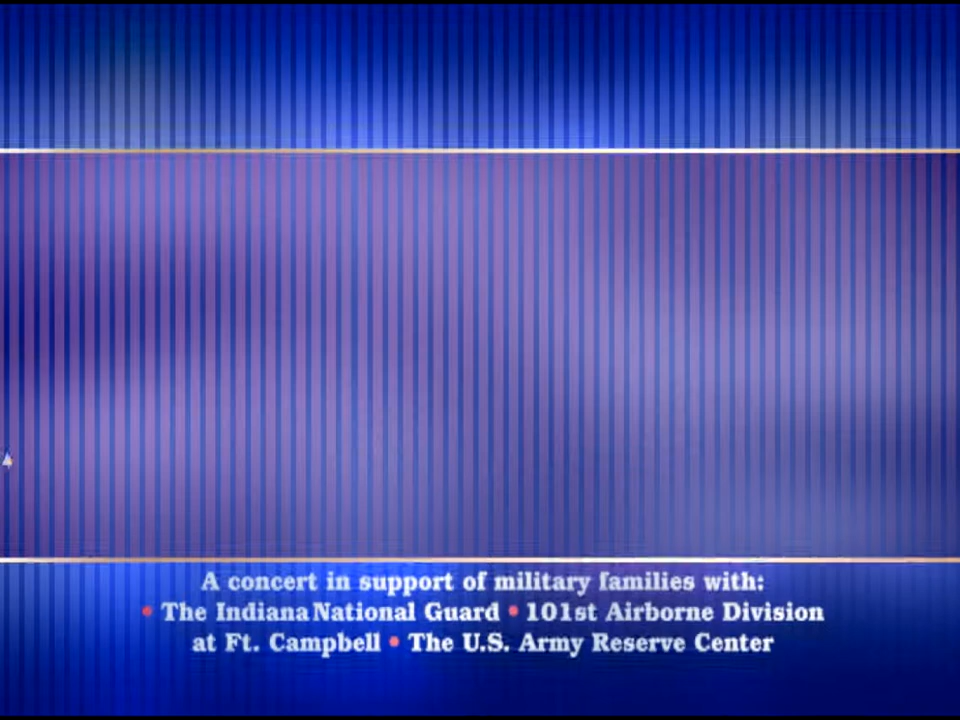 A concert in support of military families with:
• The Indiana National Guard • 101st Airborne Division
at Ft. Campbell • The U.S. Army Reserve Center